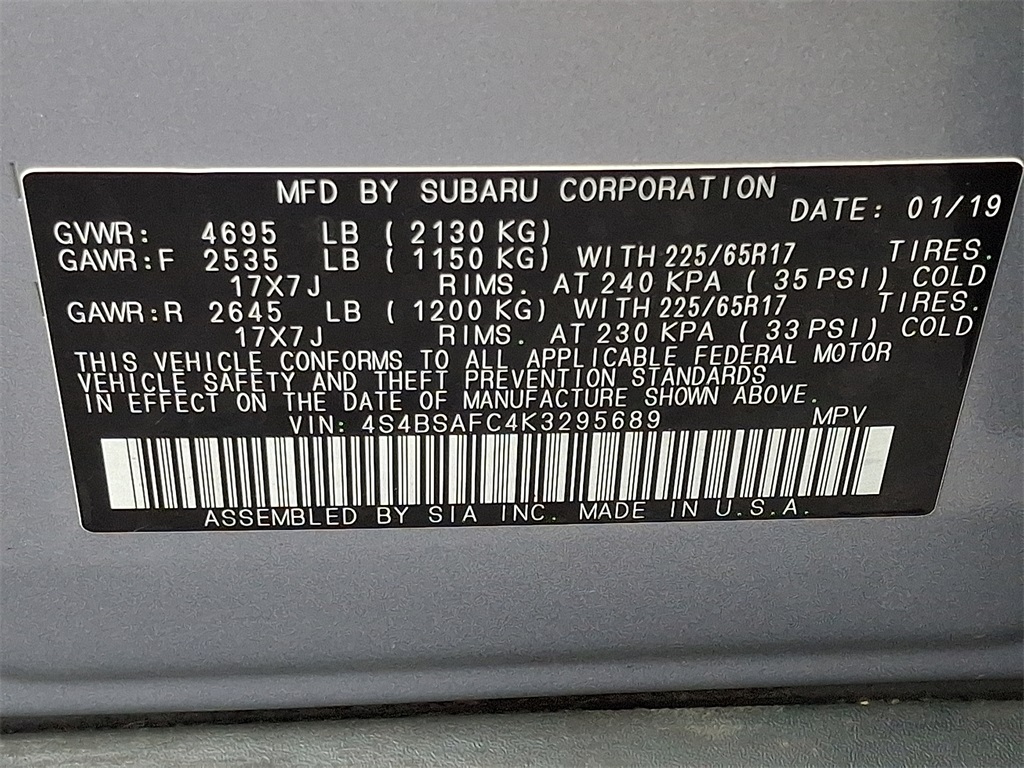 MFD BY SUBARU CORPORATION DATE: 01/19
GVWR: 4695 LB ( 2130 KG)
GAWR:F 2535 LB ( 1150 KG) WITH 225/65R17 TIRES.
17X7J RIMS. AT 240 KPA ( 35 PSI) COLD
GAWR:R 2645 LB ( 1200 KG) WITH 225/65R17 TIRES.
17X7J RIMS. AT 230 KPA ( 33 PSI) COLD
THIS VEHICLE CONFORMS TO ALL APPLICABLE FEDERAL MOTOR
VEHICLE SAFETY AND THEFT PREVENTION STANDARDS
IN EFFECT ON THE DATE OF MANUFACTURE SHOWN ABOVE.
VIN: 4S4BSAFC4K3295689 MPV
ASSEMBLED BY SIA INC. MADE IN U.S.A.